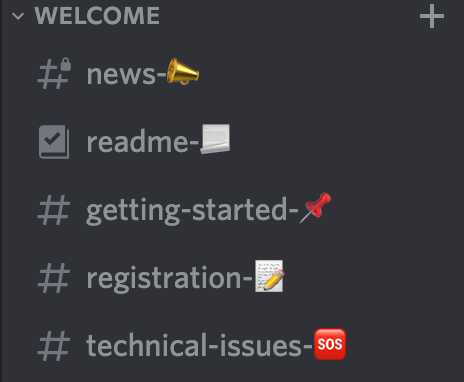 WELCOME
news-📣
readme-📃
getting-started-📌
registration-📝
technical-issues-🆘